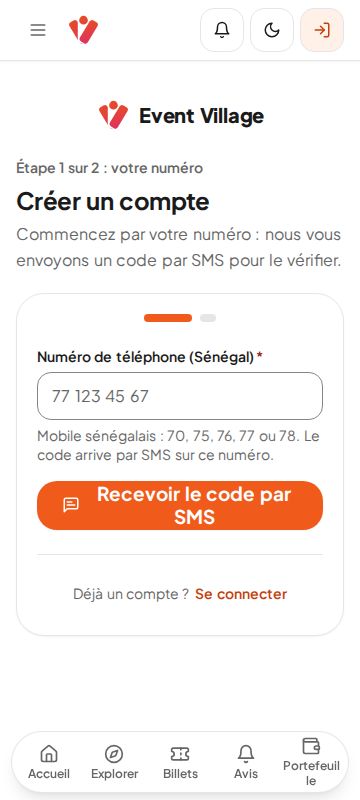 Event Village
Étape 1 sur 2 : votre numéro
Créer un compte
Commencez par votre numéro : nous vous
envoyons un code par SMS pour le vérifier.
Numéro de téléphone (Sénégal) *
77 123 45 67
Mobile sénégalais : 70, 75, 76, 77 ou 78. Le
code arrive par SMS sur ce numéro.
Recevoir le code par
SMS
Déjà un compte ? Se connecter
Accueil
Explorer
Billets
Avis
Portefeuil
le